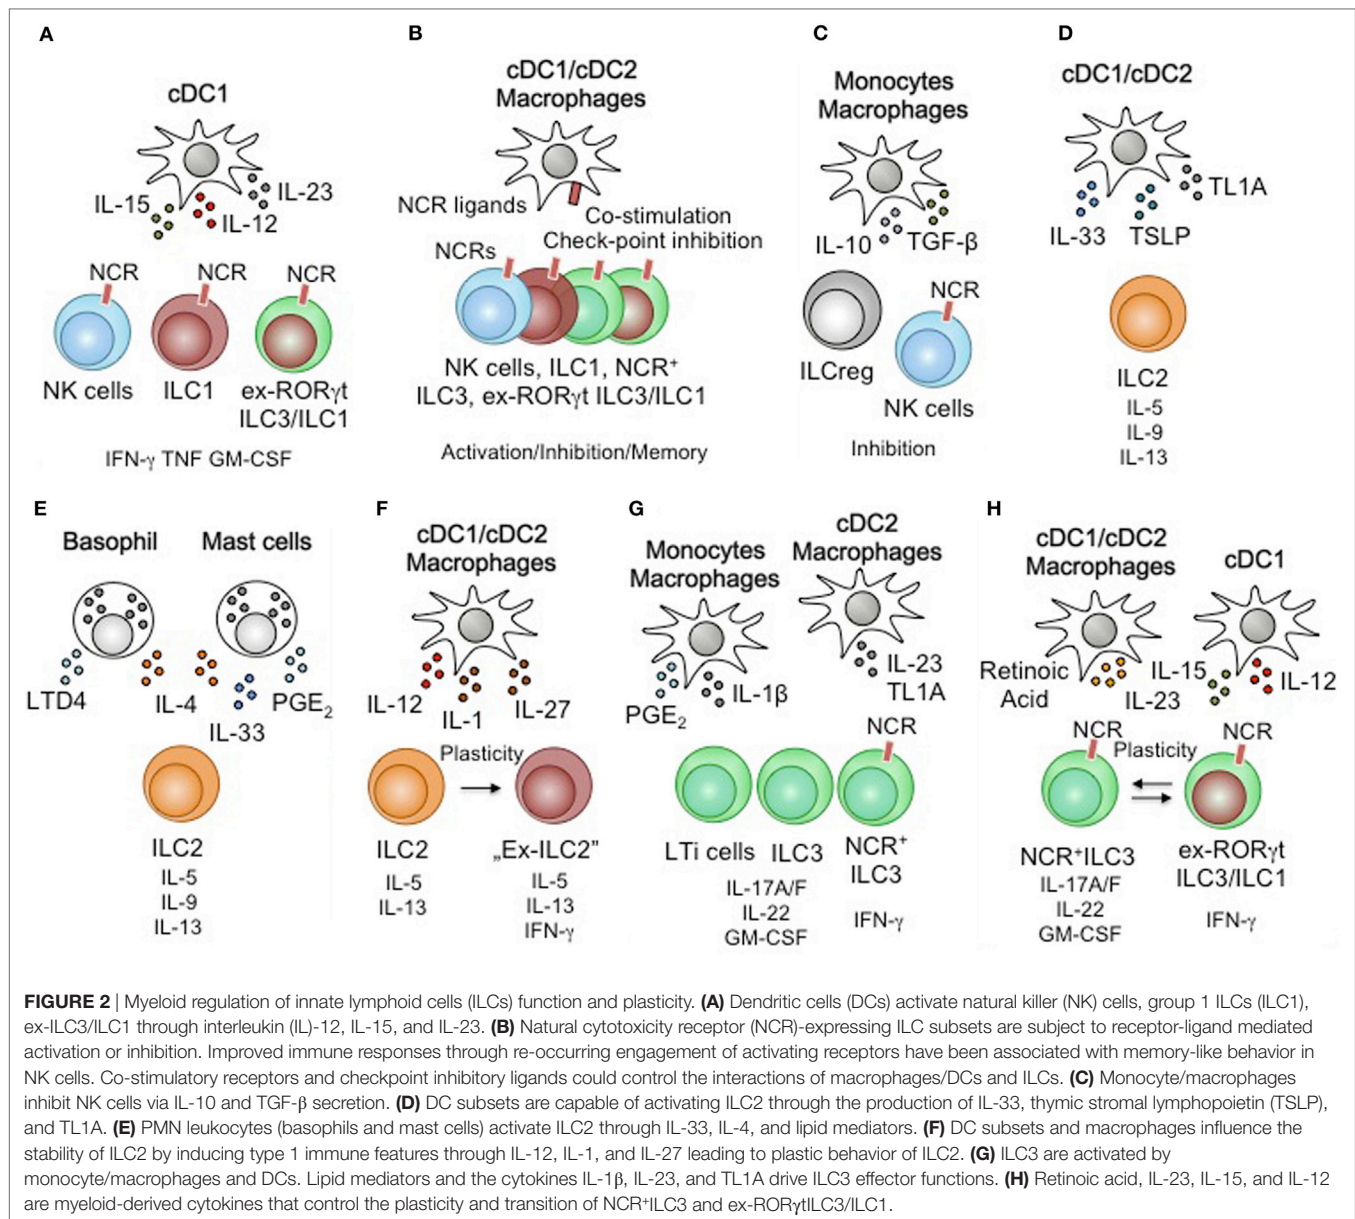 A
cDC1
IL-15
IL-12
IL-23
NCR
NCR
NCR
NK cells
ILC1
ex-RORγt
ILC3/ILC1
IFN-γ TNF GM-CSF
B
cDC1/cDC2
Macrophages
NCR ligands
Co-stimulation
Check-point inhibition
NCRs
NK cells, ILC1, NCR⁺
ILC3, ex-RORγt ILC3/ILC1
Activation/Inhibition/Memory
C
Monocytes
Macrophages
IL-10
TGF-β
NCR
ILCreg
NK cells
Inhibition
D
cDC1/cDC2
TL1A
IL-33
TSLP
ILC2
IL-5
IL-9
IL-13
E
Basophil
Mast cells
LTD4
IL-4
IL-33
PGE₂
ILC2
IL-5
IL-9
IL-13
F
cDC1/cDC2
Macrophages
IL-12
IL-1
IL-27
Plasticity
ILC2
IL-5
IL-13
„Ex-ILC2”
IL-5
IL-13
IFN-γ
G
Monocytes
Macrophages
cDC2
Macrophages
PGE₂
IL-1β
IL-23
TL1A
NCR
LTi cells
ILC3
NCR⁺
ILC3
IL-17A/F
IL-22
GM-CSF
IFN-γ
H
cDC1/cDC2
Macrophages
cDC1
Retinoic
Acid
IL-23
IL-15
IL-12
NCR
Plasticity
NCR
NCR⁺ILC3
IL-17A/F
IL-22
GM-CSF
ex-RORγt
ILC3/ILC1
IFN-γ
FIGURE 2 | Myeloid regulation of innate lymphoid cells (ILCs) function and plasticity. (A) Dendritic cells (DCs) activate natural killer (NK) cells, group 1 ILCs (ILC1),
ex-ILC3/ILC1 through interleukin (IL)-12, IL-15, and IL-23. (B) Natural cytotoxicity receptor (NCR)-expressing ILC subsets are subject to receptor-ligand mediated
activation or inhibition. Improved immune responses through re-occurring engagement of activating receptors have been associated with memory-like behavior in
NK cells. Co-stimulatory receptors and checkpoint inhibitory ligands could control the interactions of macrophages/DCs and ILCs. (C) Monocyte/macrophages
inhibit NK cells via IL-10 and TGF-β secretion. (D) DC subsets are capable of activating ILC2 through the production of IL-33, thymic stromal lymphopoietin (TSLP),
and TL1A. (E) PMN leukocytes (basophils and mast cells) activate ILC2 through IL-33, IL-4, and lipid mediators. (F) DC subsets and macrophages influence the
stability of ILC2 by inducing type 1 immune features through IL-12, IL-1, and IL-27 leading to plastic behavior of ILC2. (G) ILC3 are activated by
monocyte/macrophages and DCs. Lipid mediators and the cytokines IL-1β, IL-23, and TL1A drive ILC3 effector functions. (H) Retinoic acid, IL-23, IL-15, and IL-12
are myeloid-derived cytokines that control the plasticity and transition of NCR⁺ILC3 and ex-RORγtILC3/ILC1.